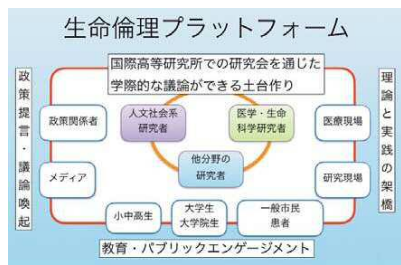 生命倫理プラットフォーム
国際高等研究所での研究会を通じた
学際的な議論ができる土台作り
政策提言・議論喚起
理論と実践の架橋
政策関係者
人文社会系
研究者
医学・生命
科学研究者
医療現場
他分野の
研究者
メディア
研究現場
小中高生
大学生
大学院生
一般市民
患者
教育・パブリックエンゲージメント